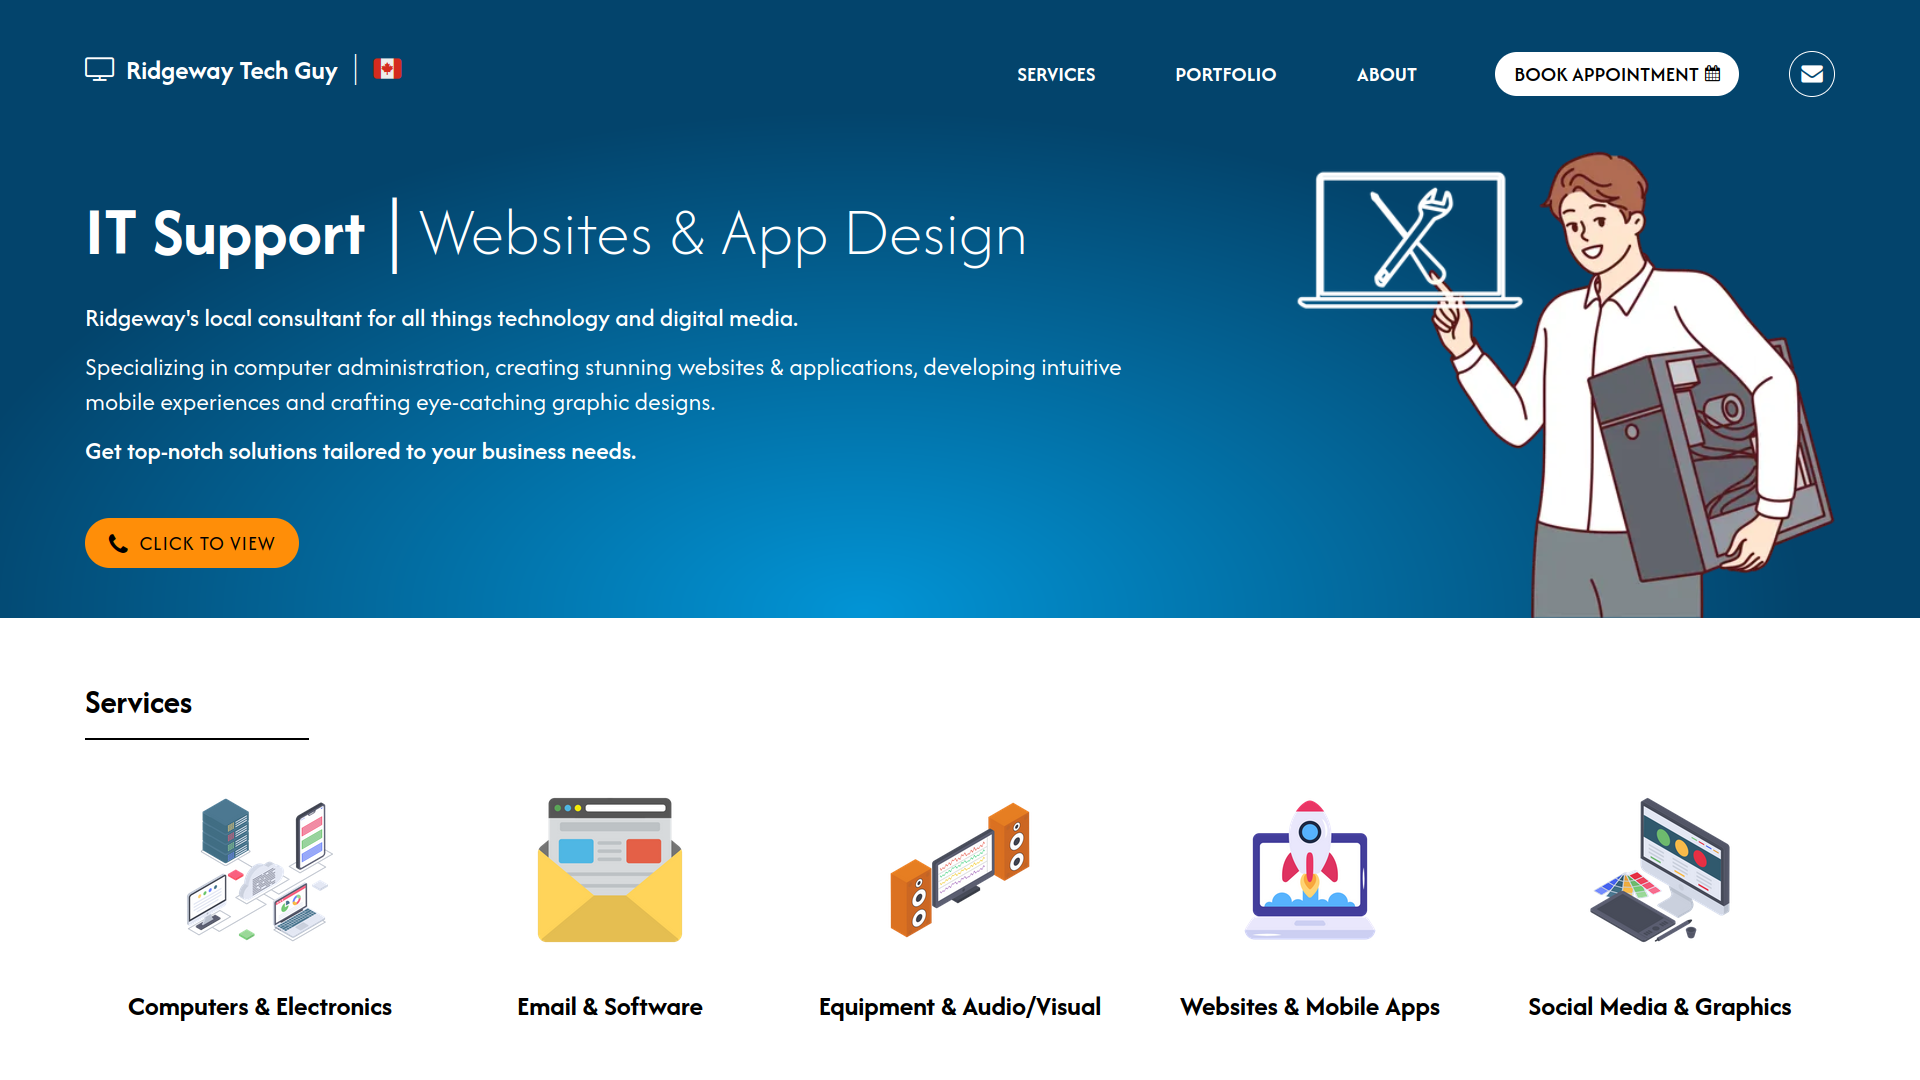 Ridgeway Tech Guy
SERVICES
PORTFOLIO
ABOUT
BOOK APPOINTMENT
IT Support | Websites & App Design
Ridgeway's local consultant for all things technology and digital media.
Specializing in computer administration, creating stunning websites & applications, developing intuitive
mobile experiences and crafting eye-catching graphic designs.
Get top-notch solutions tailored to your business needs.
CLICK TO VIEW
Services
Computers & Electronics
Email & Software
Equipment & Audio/Visual
Websites & Mobile Apps
Social Media & Graphics